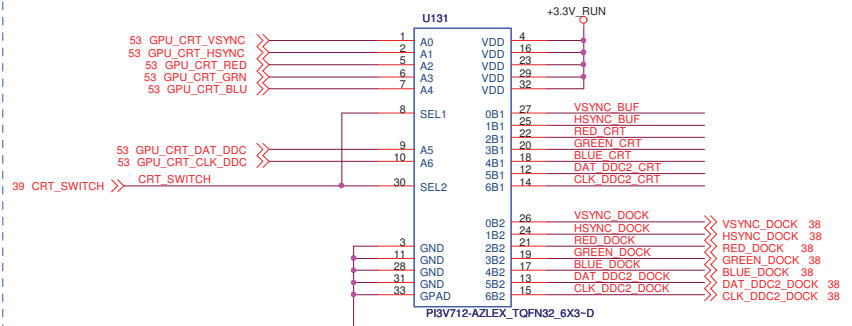 U131
+3.3V_RUN
53 GPU_CRT_VSYNC 1 A0 VDD 4
53 GPU_CRT_HSYNC 2 A1 VDD 16
53 GPU_CRT_RED 5 A2 VDD 23
53 GPU_CRT_GRN 6 A3 VDD 29
53 GPU_CRT_BLU 7 A4 VDD 32
8 SEL1 0B1 27 VSYNC_BUF
1B1 25 HSYNC_BUF
2B1 22 RED_CRT
53 GPU_CRT_DAT_DDC 9 A5 3B1 20 GREEN_CRT
53 GPU_CRT_CLK_DDC 10 A6 4B1 18 BLUE_CRT
5B1 12 DAT_DDC2_CRT
39 CRT_SWITCH CRT_SWITCH 30 SEL2 6B1 14 CLK_DDC2_CRT
0B2 26 VSYNC_DOCK VSYNC_DOCK 38
1B2 24 HSYNC_DOCK HSYNC_DOCK 38
3 GND 2B2 21 RED_DOCK RED_DOCK 38
11 GND 3B2 19 GREEN_DOCK GREEN_DOCK 38
28 GND 4B2 17 BLUE_DOCK BLUE_DOCK 38
31 GND 5B2 13 DAT_DDC2_DOCK DAT_DDC2_DOCK 38
33 GPAD 6B2 15 CLK_DDC2_DOCK CLK_DDC2_DOCK 38
PI3V712-AZLEX_TQFN32_6X3~D